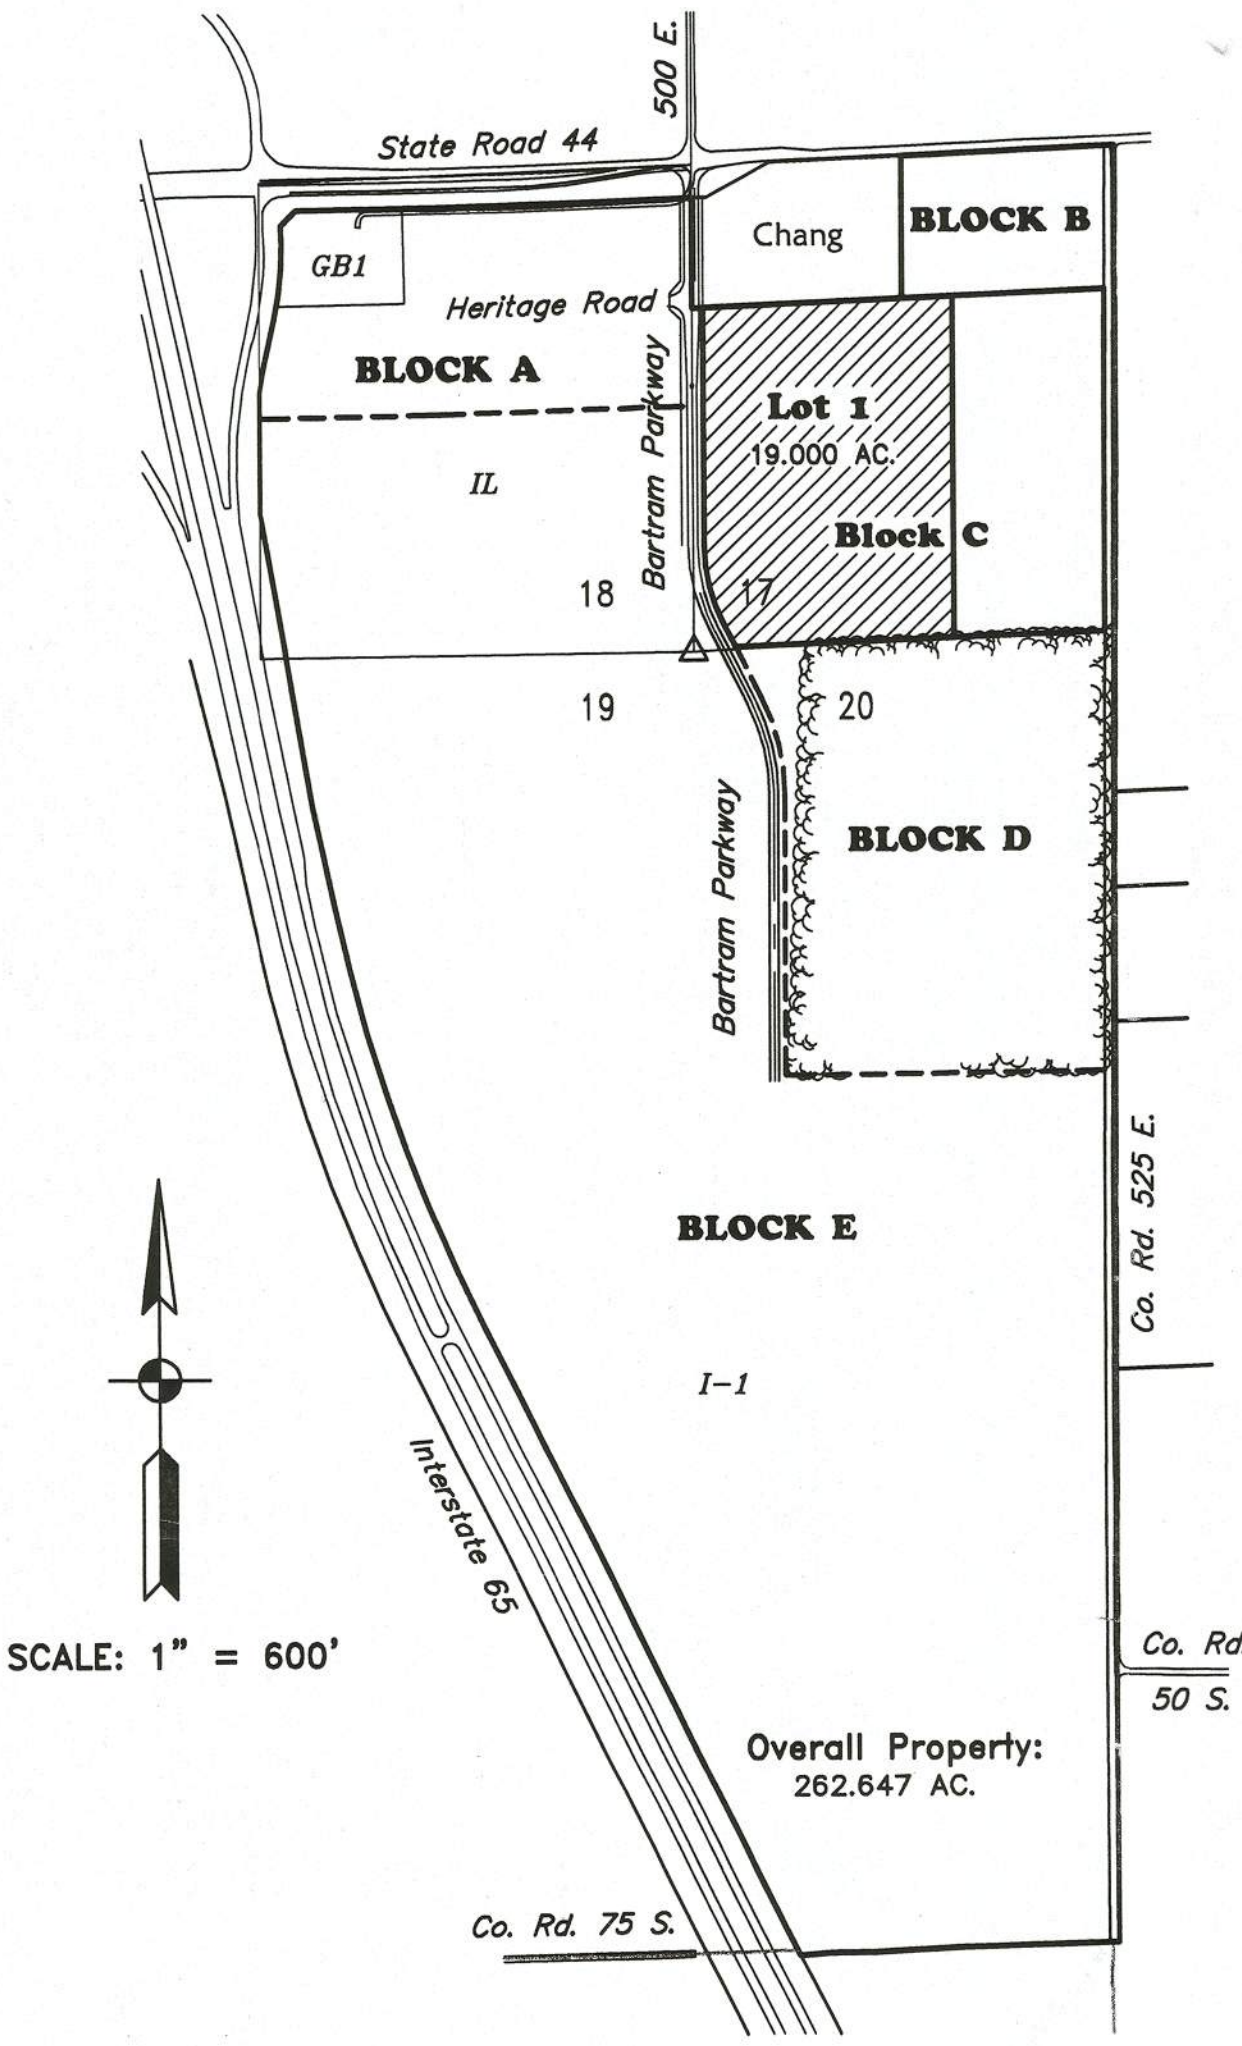 500 E.
State Road 44
BLOCK B
Chang
GB1
Heritage Road
BLOCK A
Bartram Parkway
Lot 1
19.000 AC.
IL
Block C
18
17
19
20
Bartram Parkway
BLOCK D
Co. Rd. 525 E.
BLOCK E
I-1
Interstate 65
SCALE: 1" = 600'
Co. Rd.
50 S.
Overall Property:
262.647 AC.
Co. Rd. 75 S.